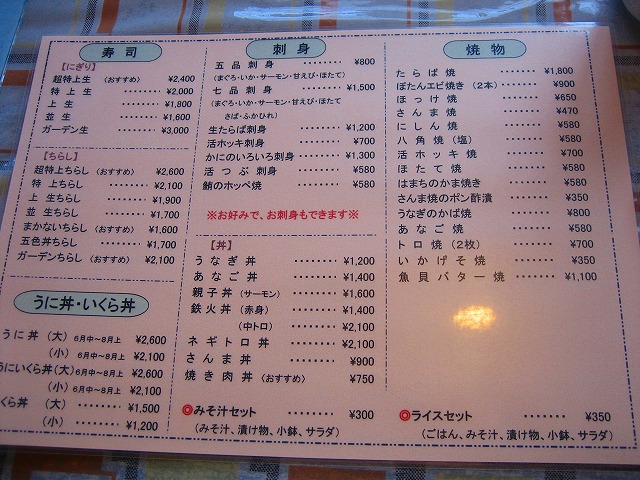 寿司
【にぎり】
超特上生 (おすすめ) ‥‥‥ ¥2,400
特上生 ‥‥‥‥ ¥2,000
上生 ‥‥‥‥ ¥1,800
並生 ‥‥‥‥ ¥1,600
ガーデン生 ‥‥‥‥ ¥3,000
【ちらし】
超特上ちらし(おすすめ) ‥‥‥ ¥2,600
特上ちらし ‥‥‥‥ ¥2,100
上生ちらし ‥‥‥‥ ¥1,900
並生ちらし ‥‥‥‥ ¥1,700
まかないちらし(おすすめ) ‥‥‥ ¥1,600
五色丼ちらし ‥‥‥‥ ¥1,700
ガーデンちらし(おすすめ) ‥‥‥ ¥2,100
うに丼・いくら丼
うに丼 (大) 6月中~8月上 ¥2,600
(小) 6月中~8月上 ¥2,100
うにいくら丼(大) 6月中~8月上 ¥2,600
(小) 6月中~8月上 ¥2,100
くら丼 (大) ‥‥‥‥ ¥1,500
(小) ‥‥‥‥ ¥1,200
刺身
五品刺身 ‥‥‥‥ ¥800
(まぐろ・いか・サーモン・甘えび・ほたて)
七品刺身 ‥‥‥‥ ¥1,500
(まぐろ・いか・サーモン・甘えび・ほたて
さば・ふかひれ)
生たらば刺身 ‥‥‥‥ ¥1,200
活ホッキ刺身 ‥‥‥‥ ¥700
かにのいろいろ刺身 ‥‥‥ ¥1,300
活つぶ刺身 ‥‥‥‥ ¥580
鮪のホッペ焼 ‥‥‥‥ ¥580
※お好みで、お刺身もできます※
【丼】
うなぎ丼 ‥‥‥‥ ¥1,200
あなご丼 ‥‥‥‥ ¥1,400
親子丼 (サーモン) ‥‥‥‥ ¥1,600
鉄火丼 (赤身) ‥‥‥‥ ¥1,400
(中トロ) ‥‥‥‥ ¥2,100
ネギトロ丼 ‥‥‥‥ ¥2,100
さんま丼 ‥‥‥‥ ¥900
焼き肉丼 (おすすめ) ‥‥‥‥ ¥750
◎みそ汁セット ‥‥‥‥ ¥300
(みそ汁、漬け物、小鉢、サラダ)
焼物
たらば焼 ‥‥‥‥ ¥1,800
ぼたんエビ焼き(2本) ‥‥‥‥ ¥900
ほっけ焼 ‥‥‥‥ ¥650
さんま焼 ‥‥‥‥ ¥470
にしん焼 ‥‥‥‥ ¥580
八角焼(塩) ‥‥‥‥ ¥580
活ホッキ焼 ‥‥‥‥ ¥700
ほたて焼 ‥‥‥‥ ¥580
はまちのかま焼き ‥‥‥‥ ¥580
さんま焼のポン酢漬 ‥‥‥‥ ¥350
うなぎのかば焼 ‥‥‥‥ ¥800
あなご焼 ‥‥‥‥ ¥580
トロ焼(2枚) ‥‥‥‥ ¥700
いかげそ焼 ‥‥‥‥ ¥350
魚貝バター焼 ‥‥‥‥ ¥1,100
◎ライスセット ‥‥‥‥ ¥350
(ごはん、みそ汁、漬け物、小鉢、サラダ)